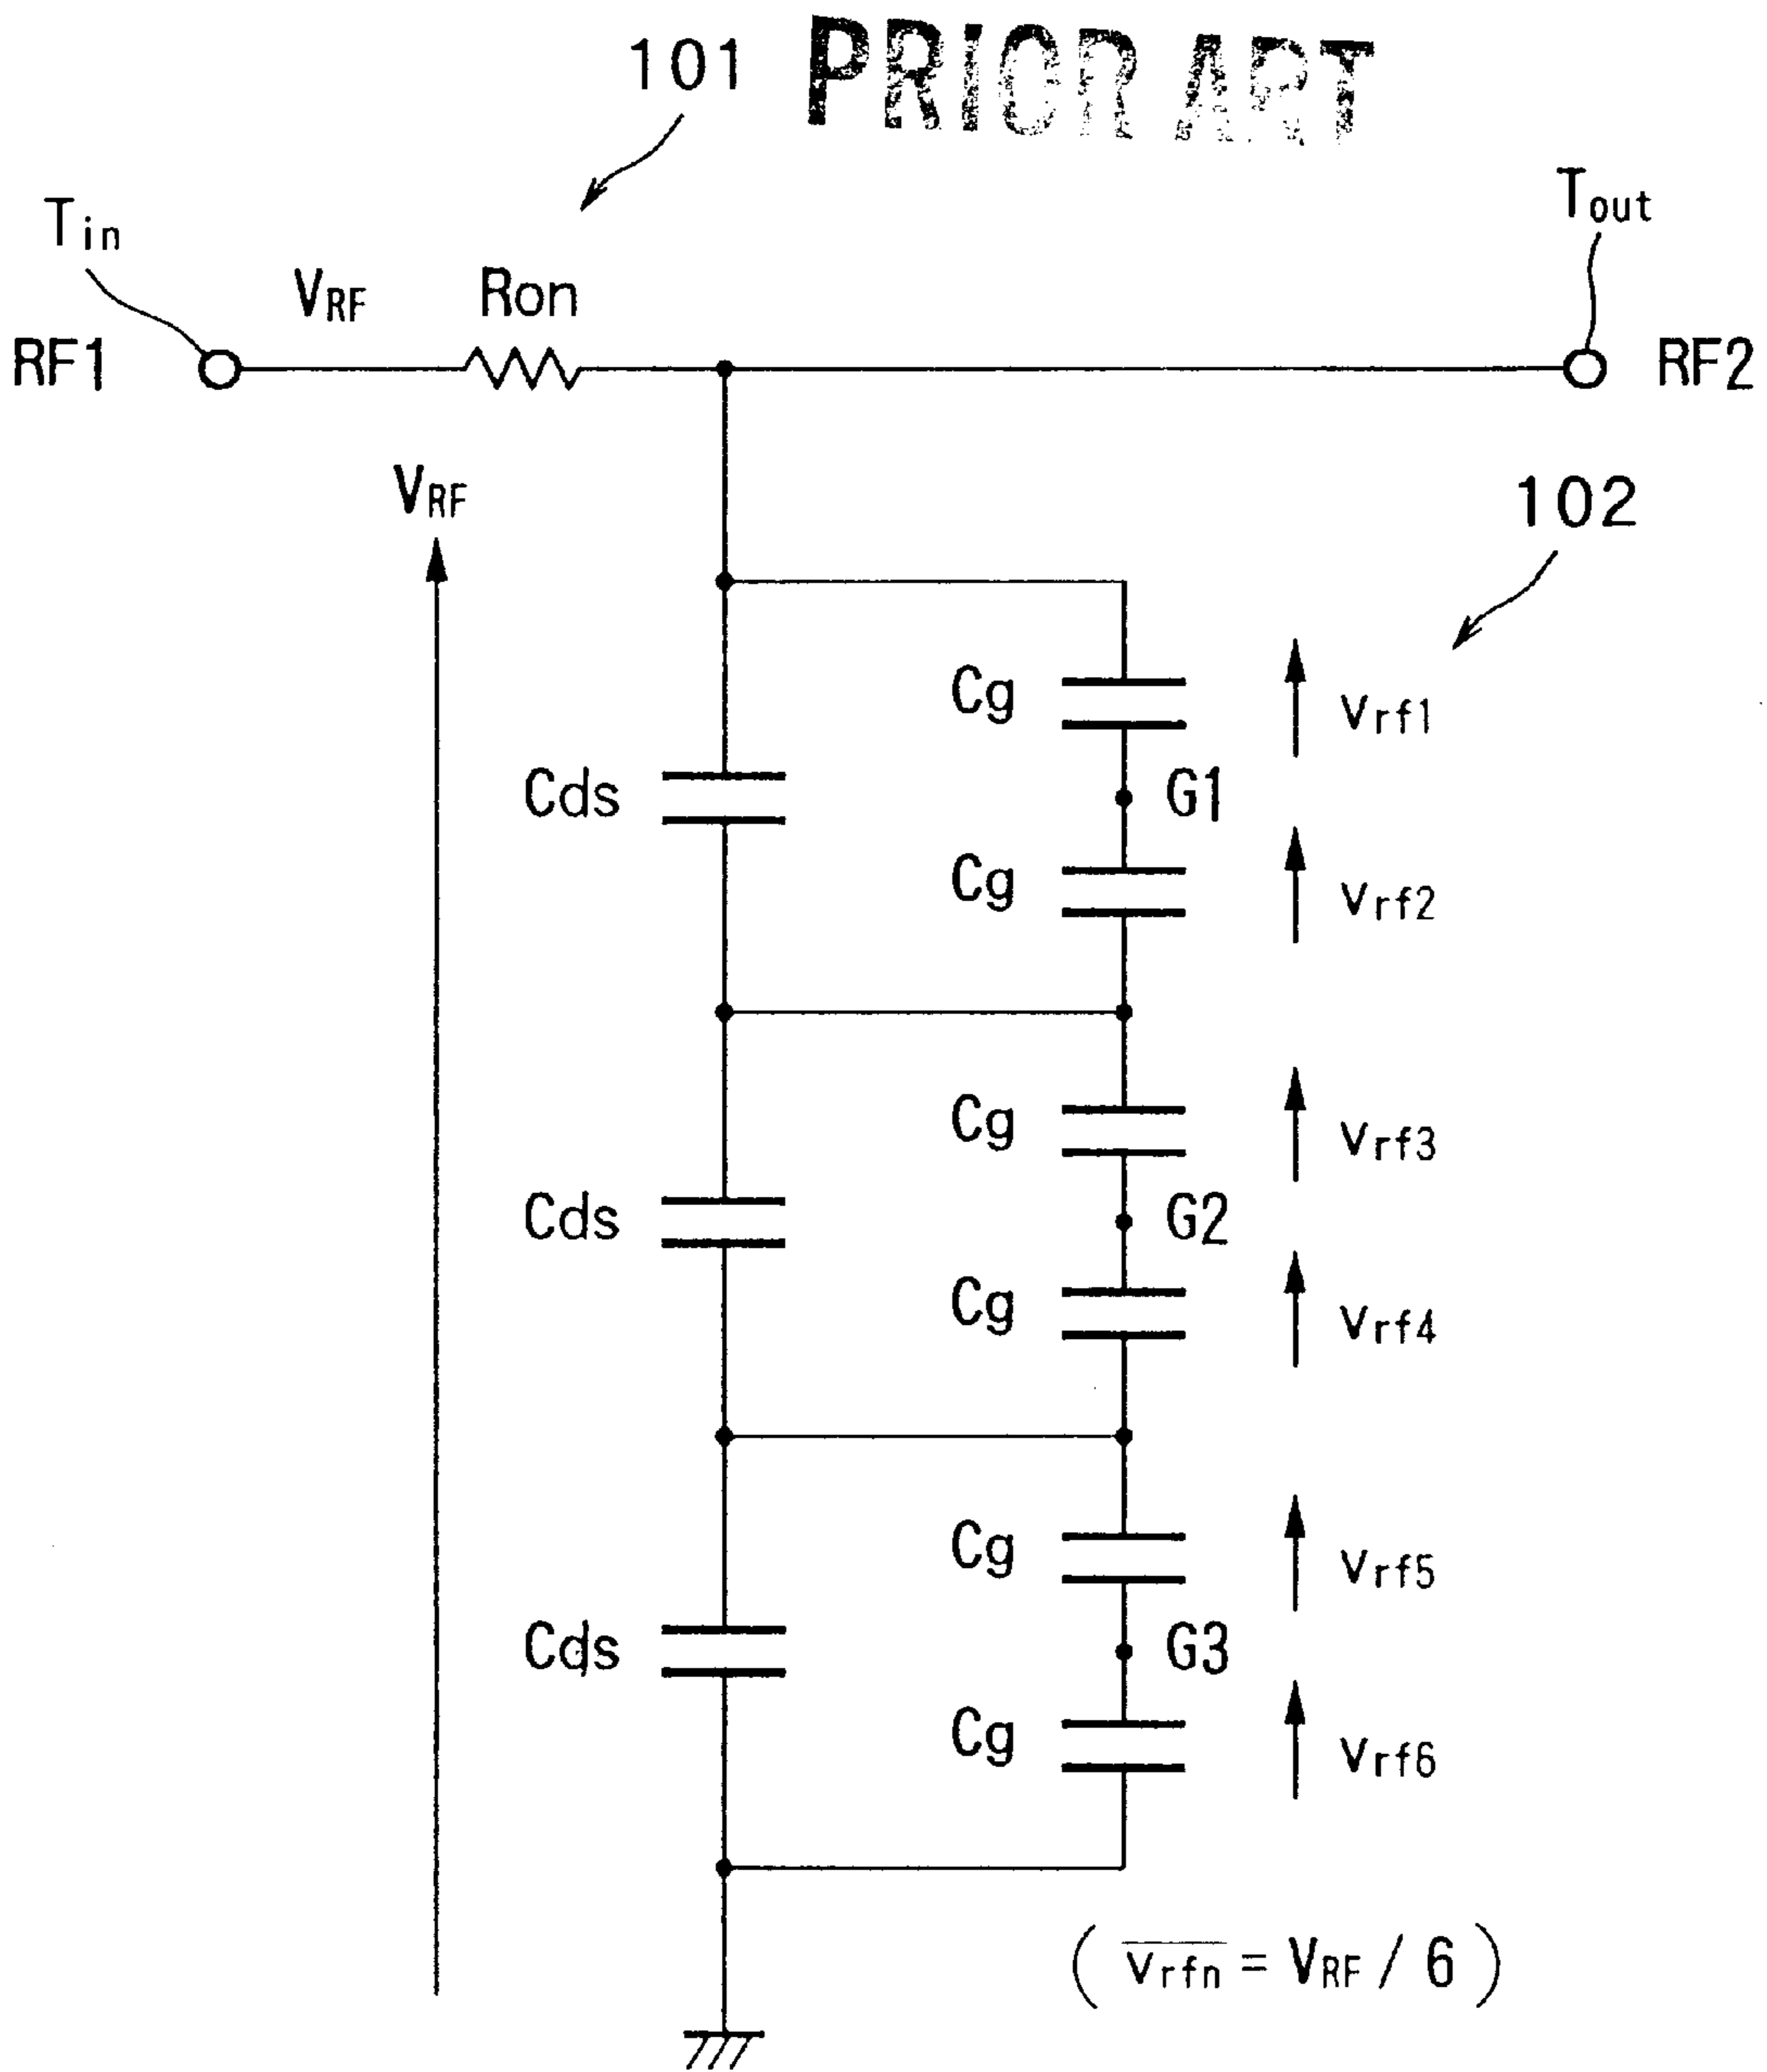 PRIOR ART
101
Tin
Tout
VRF
Ron
RF1
RF2
VRF
102
Cg
vrf1
Cds
G1
Cg
vrf2
Cg
vrf3
Cds
G2
Cg
vrf4
Cg
vrf5
Cds
G3
Cg
vrf6
( v̅r̅f̅n̅ = VRF / 6 )